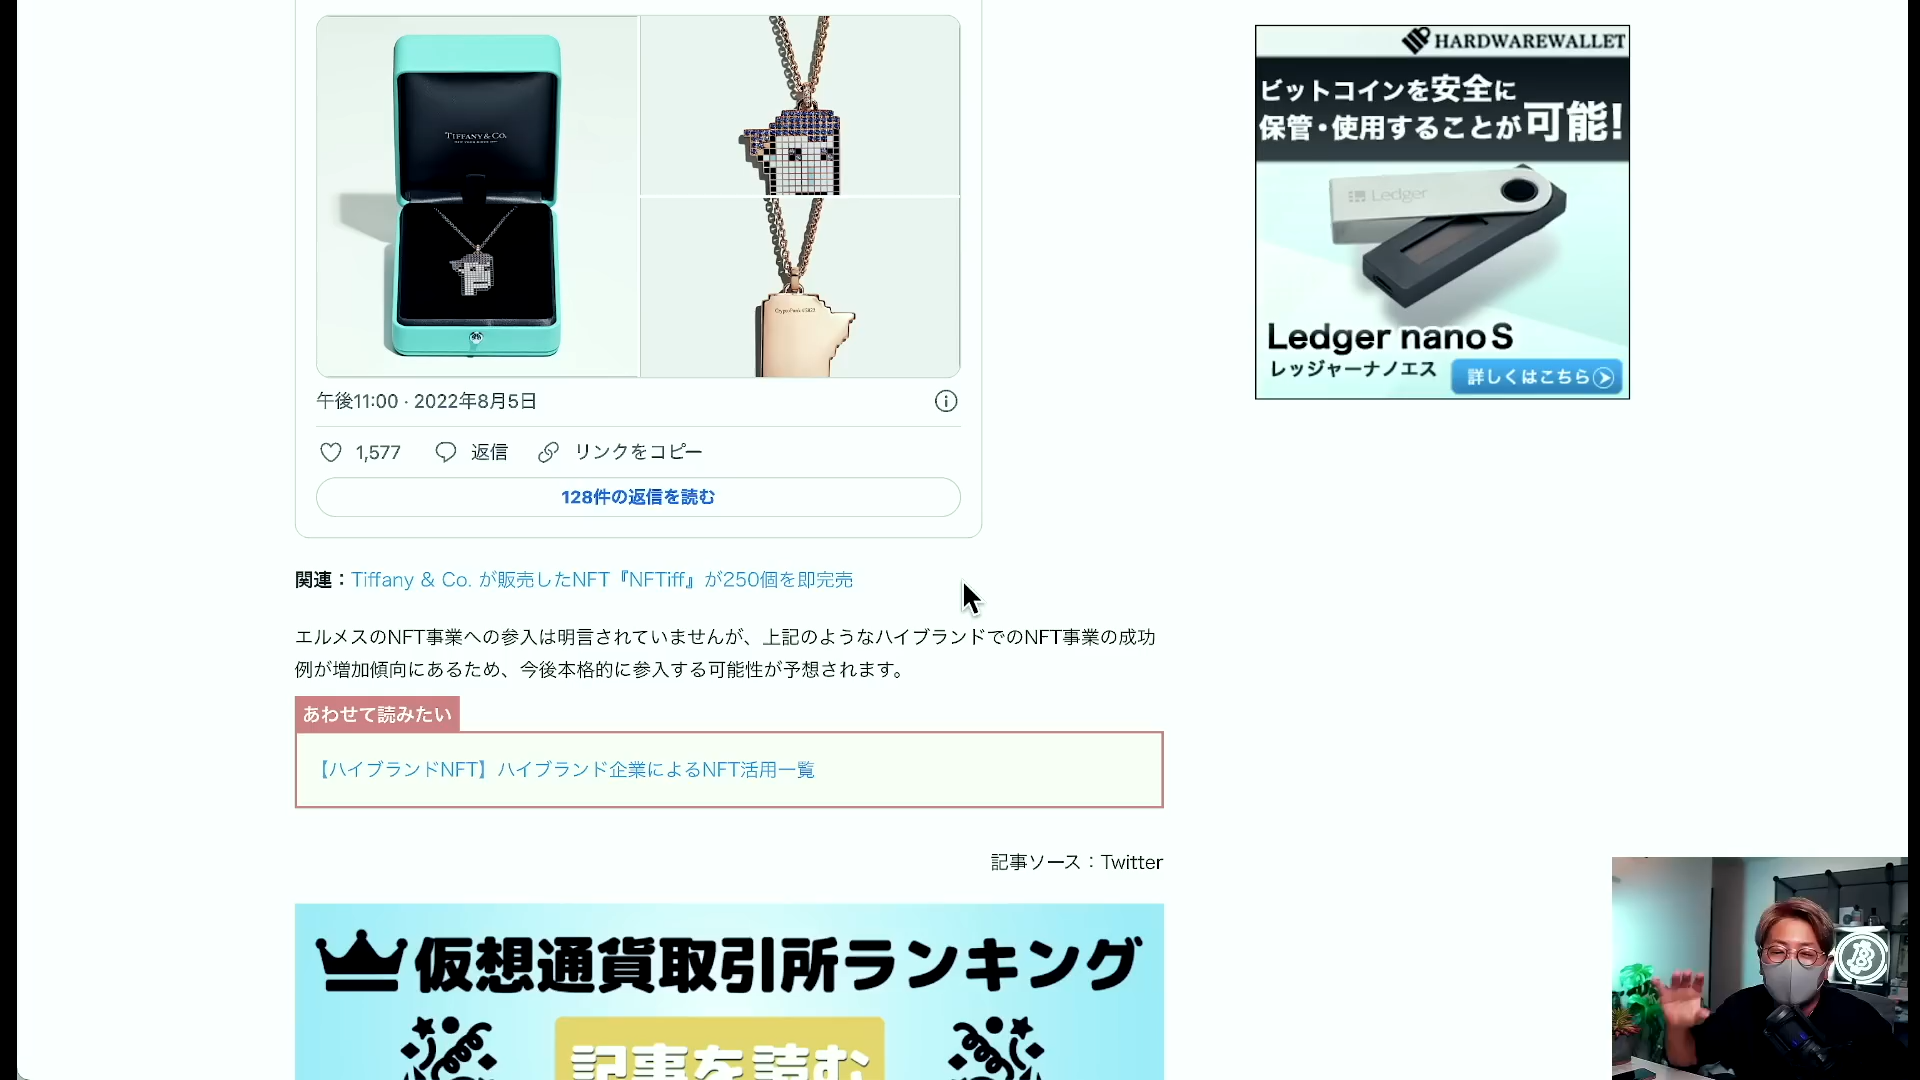 TIFFANY & CO.
HARDWAREWALLET
ビットコインを安全に
保管・使用することが可能!
Ledger
Ledger nano S
レッジャーナノエス
詳しくはこちら
午後11:00 · 2022年8月5日
1,577 返信 リンクをコピー
128件の返信を読む
関連：Tiffany & Co. が販売したNFT『NFTiff』が250個を即完売
エルメスのNFT事業への参入は明言されていませんが、上記のようなハイブランドでのNFT事業の成功
例が増加傾向にあるため、今後本格的に参入する可能性が予想されます。
あわせて読みたい
【ハイブランドNFT】ハイブランド企業によるNFT活用一覧
記事ソース：Twitter
仮想通貨取引所ランキング
記事を読む